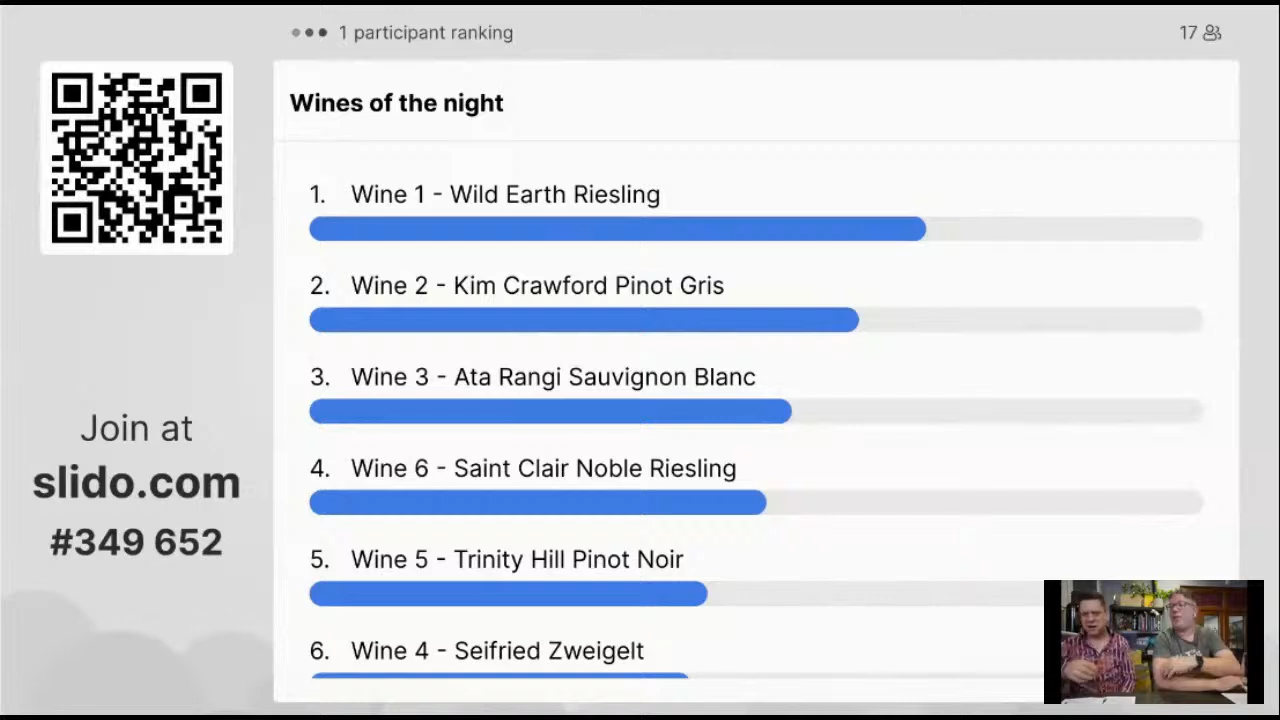 1 participant ranking
17
Wines of the night
1. Wine 1 - Wild Earth Riesling
2. Wine 2 - Kim Crawford Pinot Gris
3. Wine 3 - Ata Rangi Sauvignon Blanc
4. Wine 6 - Saint Clair Noble Riesling
5. Wine 5 - Trinity Hill Pinot Noir
6. Wine 4 - Seifried Zweigelt
Join at
slido.com
#349 652